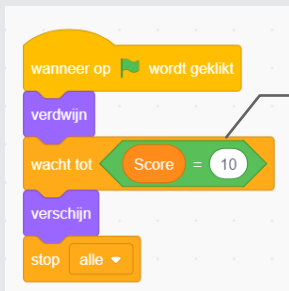 wanneer op wordt geklikt
verdwijn
wacht tot Score = 10
verschijn
stop alle